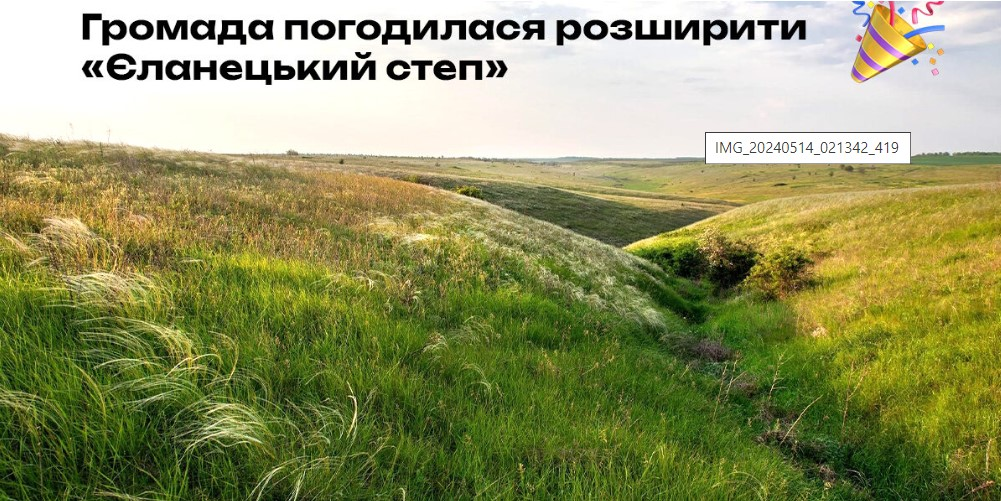 Громада погодилася розширити
«Єланецький степ»
IMG_20240514_021342_419